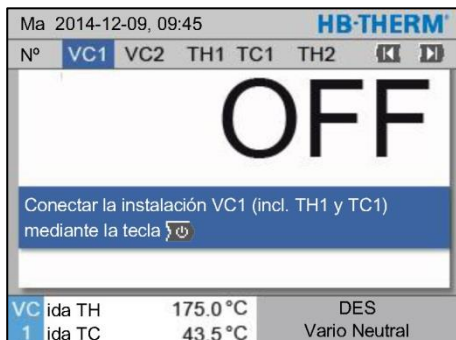 Ma 2014-12-09, 09:45 HB-THERM®
Nº VC1 VC2 TH1 TC1 TH2
OFF
Conectar la instalación VC1 (incl. TH1 y TC1)
mediante la tecla
VC ida TH 175.0 °C DES
1 ida TC 43.5 °C Vario Neutral